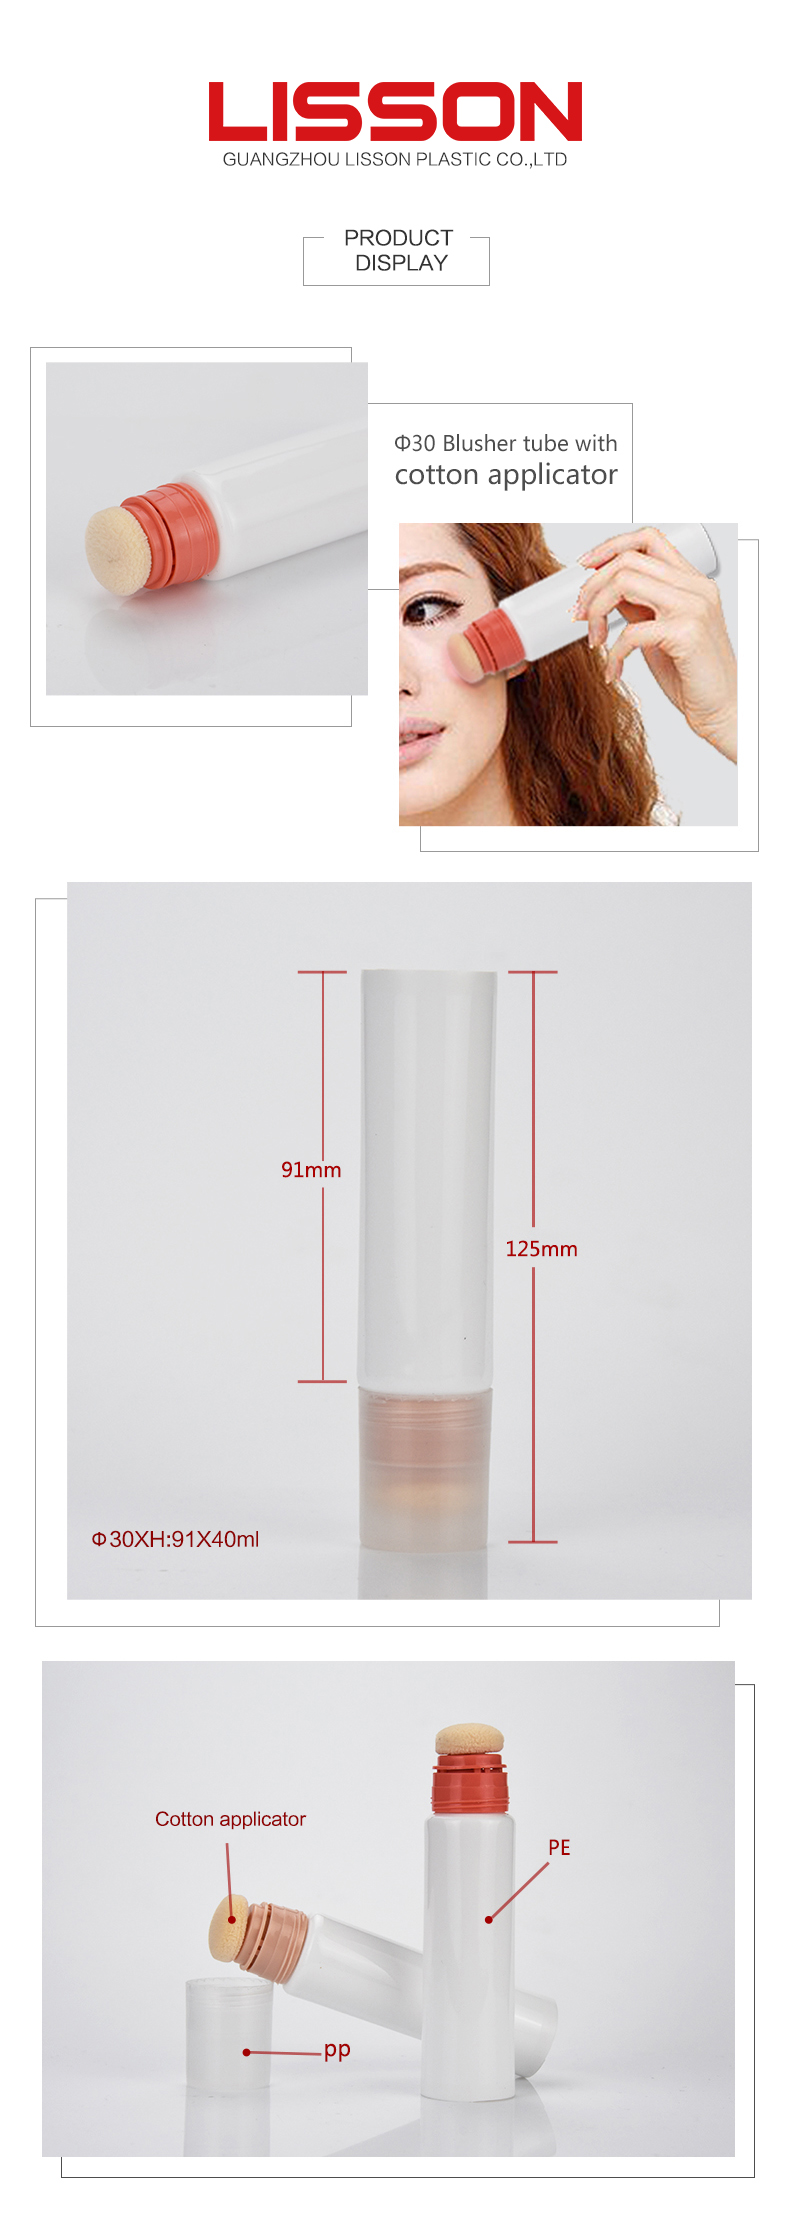 LISSON
GUANGZHOU LISSON PLASTIC CO.,LTD
PRODUCT
DISPLAY
Φ30 Blusher tube with
cotton applicator
91mm
125mm
Φ30XH:91X40ml
Cotton applicator
PE
pp